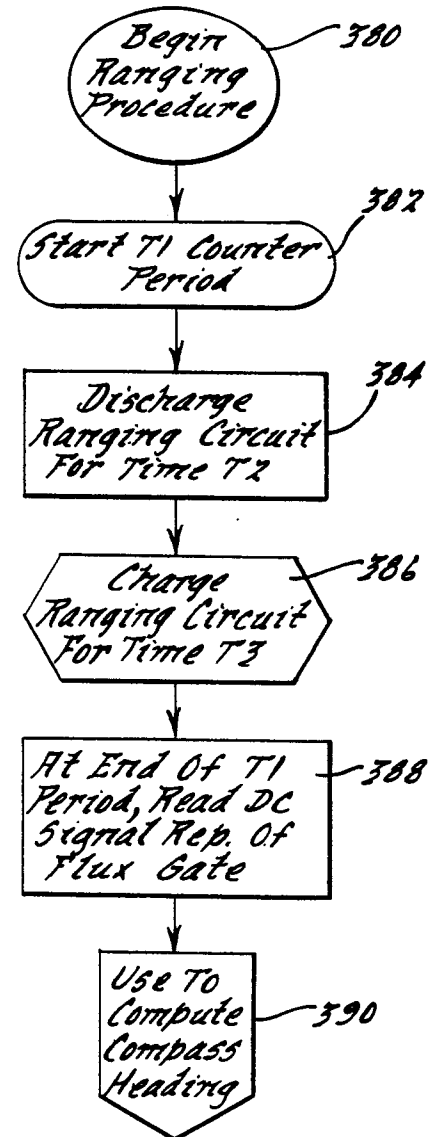 Begin
Ranging
Procedure
380
Start T1 Counter
Period
382
Discharge
Ranging Circuit
For Time T2
384
Charge
Ranging Circuit
For Time T3
386
At End Of T1
Period, Read DC
Signal Rep. Of
Flux Gate
388
Use To
Compute
Compass
Heading
390